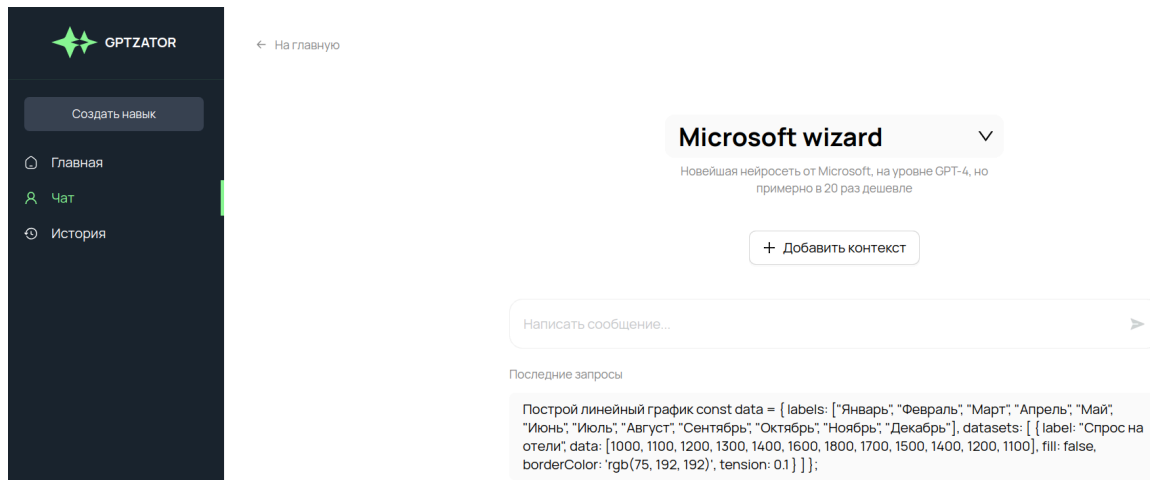 GPTZATOR
← На главную
Создать навык
Главная
Чат
История
Microsoft wizard
Новейшая нейросеть от Microsoft, на уровне GPT-4, но
примерно в 20 раз дешевле
+ Добавить контекст
Написать сообщение...
Последние запросы
Построй линейный график const data = { labels: ["Январь", "Февраль", "Март", "Апрель", "Май",
"Июнь", "Июль", "Август", "Сентябрь", "Октябрь", "Ноябрь", "Декабрь"], datasets: [ { label: "Спрос на
отели", data: [1000, 1100, 1200, 1300, 1400, 1600, 1800, 1700, 1500, 1400, 1200, 1100], fill: false,
borderColor: 'rgb(75, 192, 192)', tension: 0.1 } ] };